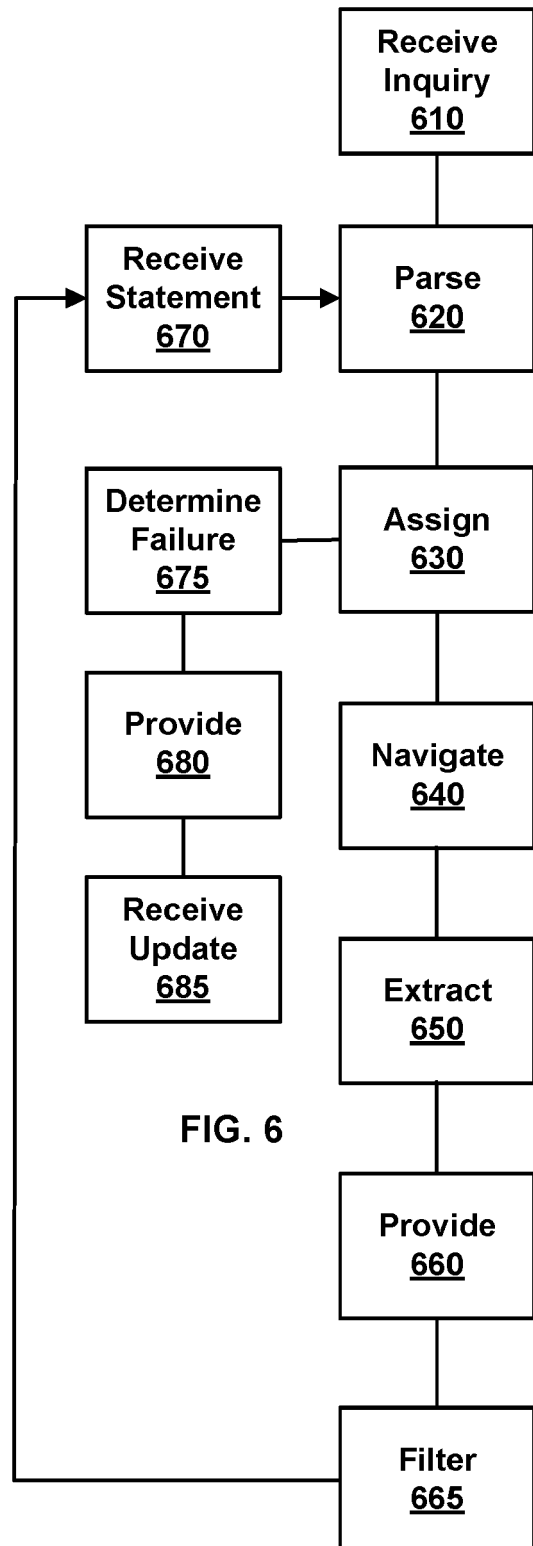 Receive
Inquiry
610
Receive
Statement
670
Parse
620
Determine
Failure
675
Assign
630
Provide
680
Navigate
640
Receive
Update
685
Extract
650
FIG. 6
Provide
660
Filter
665